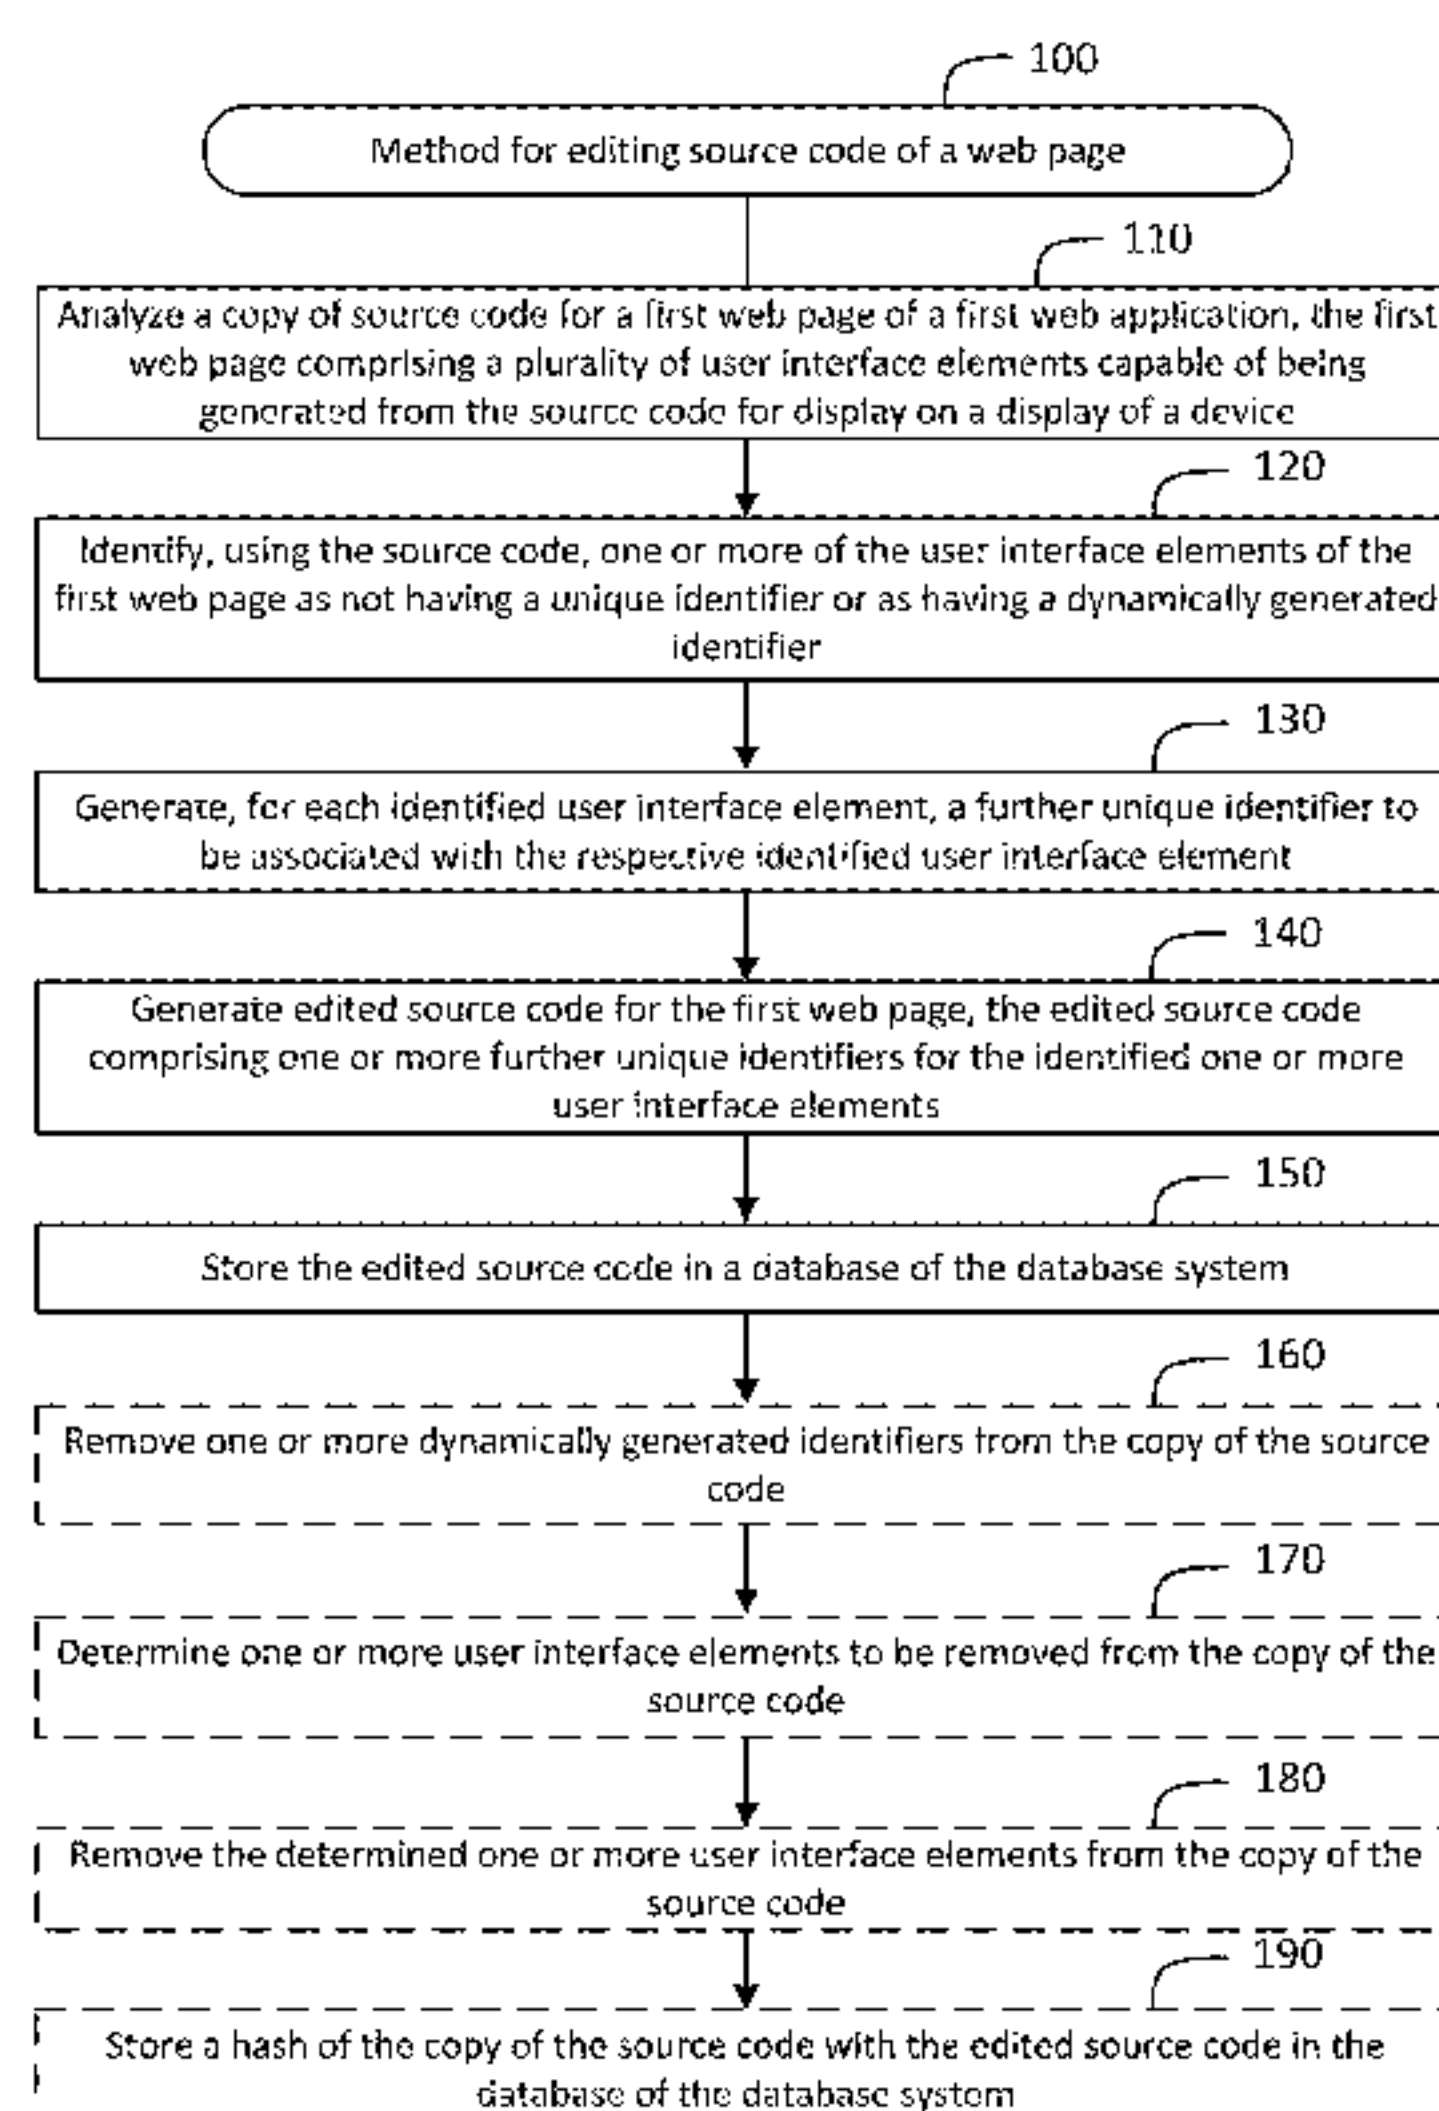 100
Method for editing source code of a web page
110
Analyze a copy of source code for a first web page of a first web application, the first
web page comprising a plurality of user interface elements capable of being
generated from the source code for display on a display of a device
120
Identify, using the source code, one or more of the user interface elements of the
first web page as not having a unique identifier or as having a dynamically generated
identifier
130
Generate, for each identified user interface element, a further unique identifier to
be associated with the respective identified user interface element
140
Generate edited source code for the first web page, the edited source code
comprising one or more further unique identifiers for the identified one or more
user interface elements
150
Store the edited source code in a database of the database system
160
Remove one or more dynamically generated identifiers from the copy of the source
code
170
Determine one or more user interface elements to be removed from the copy of the
source code
180
Remove the determined one or more user interface elements from the copy of the
source code
190
Store a hash of the copy of the source code with the edited source code in the
database of the database system